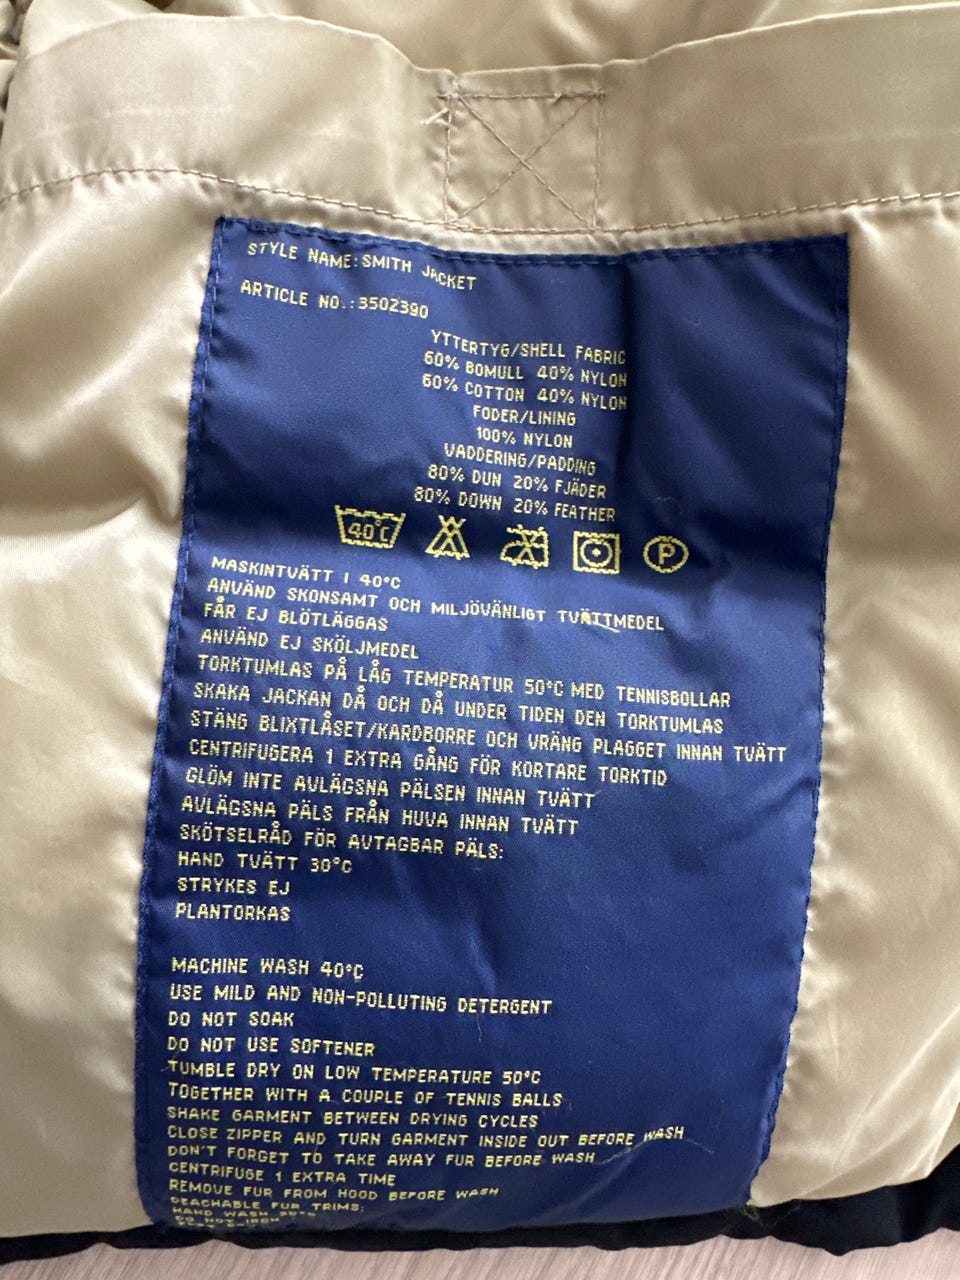 STYLE NAME: SMITH JACKET
ARTICLE NO.: 3502390
YTTERTYG/SHELL FABRIC
60% BOMULL 40% NYLON
60% COTTON 40% NYLON
FODER/LINING
100% NYLON
VADDERING/PADDING
80% DUN 20% FJÄDER
80% DOWN 20% FEATHER
40°C P
MASKINTVÄTT I 40°C
ANVÄND SKONSAMT OCH MILJÖVÄNLIGT TVÄTTMEDEL
FÅR EJ BLÖTLÄGGAS
ANVÄND EJ SKÖLJMEDEL
TORKTUMLAS PÅ LÅG TEMPERATUR 50°C MED TENNISBOLLAR
SKAKA JACKAN DÅ OCH DÅ UNDER TIDEN DEN TORKTUMLAS
STÄNG BLIXTLÅSET/KARDBORRE OCH VRÄNG PLAGGET INNAN TVÄTT
CENTRIFUGERA 1 EXTRA GÅNG FÖR KORTARE TORKTID
GLÖM INTE AVLÄGSNA PÄLSEN INNAN TVÄTT
AVLÄGSNA PÄLS FRÅN HUVA INNAN TVÄTT
SKÖTSELRÅD FÖR AVTAGBAR PÄLS:
HAND TVÄTT 30°C
STRYKES EJ
PLANTORKAS
MACHINE WASH 40°C
USE MILD AND NON-POLLUTING DETERGENT
DO NOT SOAK
DO NOT USE SOFTENER
TUMBLE DRY ON LOW TEMPERATURE 50°C
TOGETHER WITH A COUPLE OF TENNIS BALLS
SHAKE GARMENT BETWEEN DRYING CYCLES
CLOSE ZIPPER AND TURN GARMENT INSIDE OUT BEFORE WASH
DON'T FORGET TO TAKE AWAY FUR BEFORE WASH
CENTRIFUGE 1 EXTRA TIME
REMOVE FUR FROM HOOD BEFORE WASH
DEACHABLE FUR TRIMS:
HAND WASH
DO NOT IRON